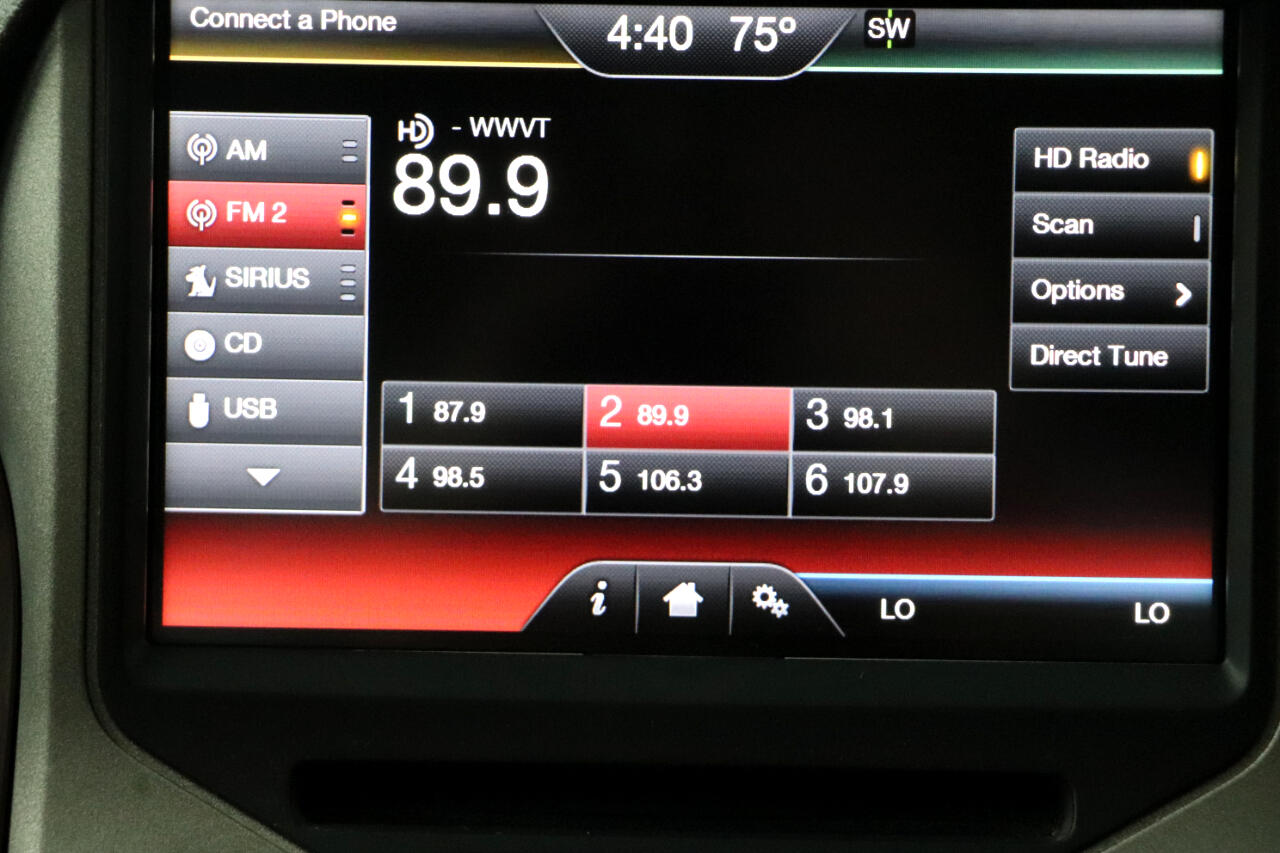 Connect a Phone
4:40 75° SW
AM
FM 2
SIRIUS
CD
USB
HD - WWVT
89.9
HD Radio
Scan
Options
Direct Tune
1 87.9 2 89.9 3 98.1
4 98.5 5 106.3 6 107.9
i
LO LO